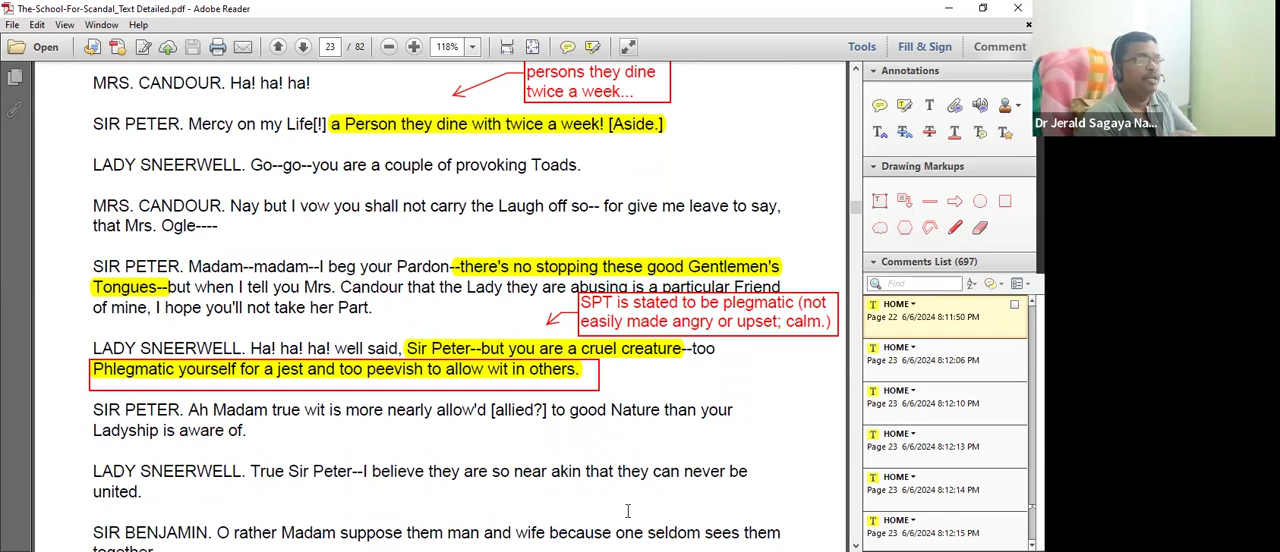 The-School-For-Scandal_Text Detailed.pdf - Adobe Reader
File Edit View Window Help
Open 23 / 82 118% Tools Fill & Sign Comment
persons they dine
twice a week...
MRS. CANDOUR. Ha! ha! ha!
SIR PETER. Mercy on my Life[!] a Person they dine with twice a week! [Aside.]
LADY SNEERWELL. Go--go--you are a couple of provoking Toads.
MRS. CANDOUR. Nay but I vow you shall not carry the Laugh off so-- for give me leave to say,
that Mrs. Ogle----
SIR PETER. Madam--madam--I beg your Pardon--there's no stopping these good Gentlemen's
Tongues--but when I tell you Mrs. Candour that the Lady they are abusing is a particular Friend
of mine, I hope you'll not take her Part.
SPT is stated to be plegmatic (not
easily made angry or upset; calm.)
LADY SNEERWELL. Ha! ha! ha! well said, Sir Peter--but you are a cruel creature--too
Phlegmatic yourself for a jest and too peevish to allow wit in others.
SIR PETER. Ah Madam true wit is more nearly allow'd [allied?] to good Nature than your
Ladyship is aware of.
LADY SNEERWELL. True Sir Peter--I believe they are so near akin that they can never be
united.
SIR BENJAMIN. O rather Madam suppose them man and wife because one seldom sees them
together.
Annotations
Drawing Markups
Comments List (697)
Find
HOME
Page 22 6/6/2024 8:11:50 PM
HOME
Page 23 6/6/2024 8:12:06 PM
HOME
Page 23 6/6/2024 8:12:10 PM
HOME
Page 23 6/6/2024 8:12:13 PM
HOME
Page 23 6/6/2024 8:12:14 PM
HOME
Page 23 6/6/2024 8:12:15 PM
Dr Jerald Sagaya Na...